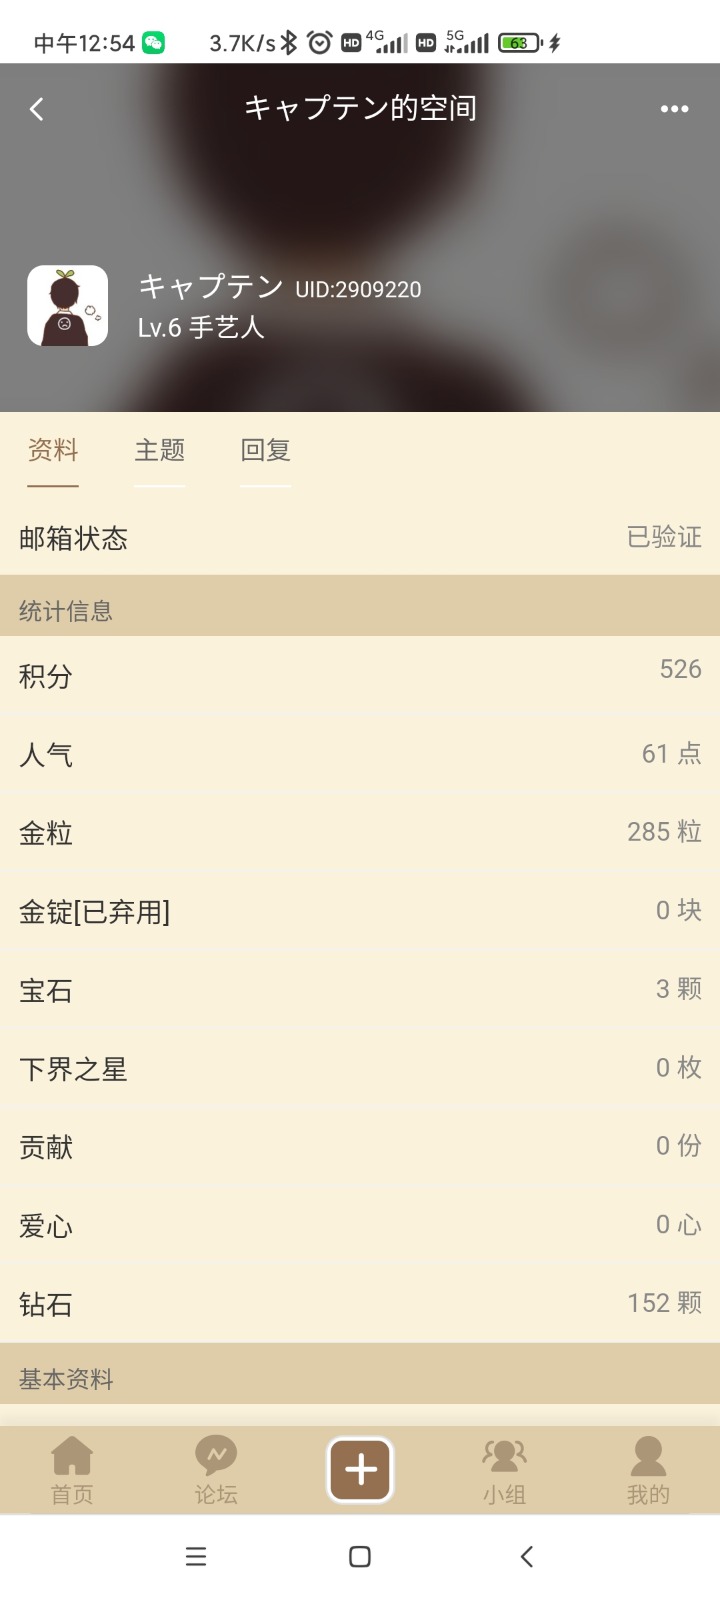 中午12:54 3.7K/s HD 4G HD 5G 63
キャプテン的空间
キャプテン UID:2909220
Lv.6 手艺人
资料 主题 回复
邮箱状态 已验证
统计信息
积分 526
人气 61 点
金粒 285 粒
金锭[已弃用] 0 块
宝石 3 颗
下界之星 0 枚
贡献 0 份
爱心 0 心
钻石 152 颗
基本资料
首页 论坛 小组 我的